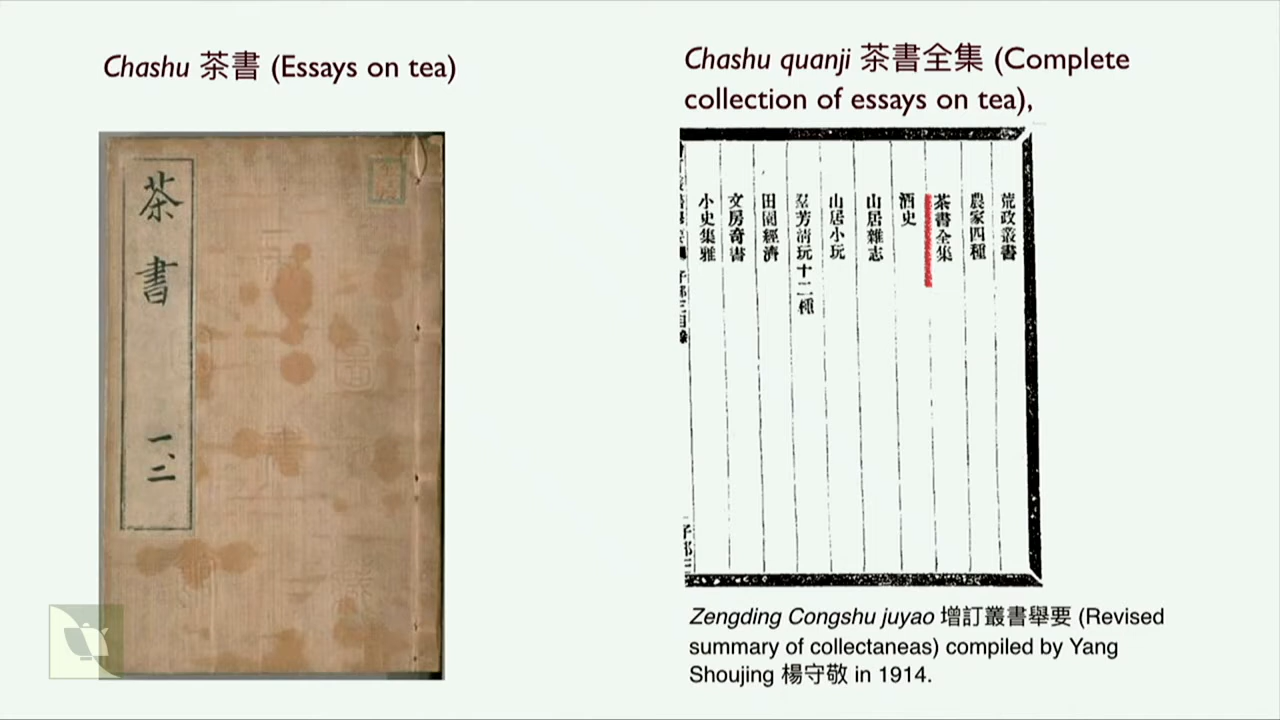 Chashu 茶書 (Essays on tea)
茶書
一、二
Chashu quanji 茶書全集 (Complete
collection of essays on tea),
荒政叢書
農家四種
茶書全集
酒史
山居雜志
山居小玩
羣芳清玩十二種
田園經濟
文房奇書
小史集雅
Zengding Congshu juyao 增訂叢書舉要 (Revised
summary of collectaneas) compiled by Yang
Shoujing 楊守敬 in 1914.